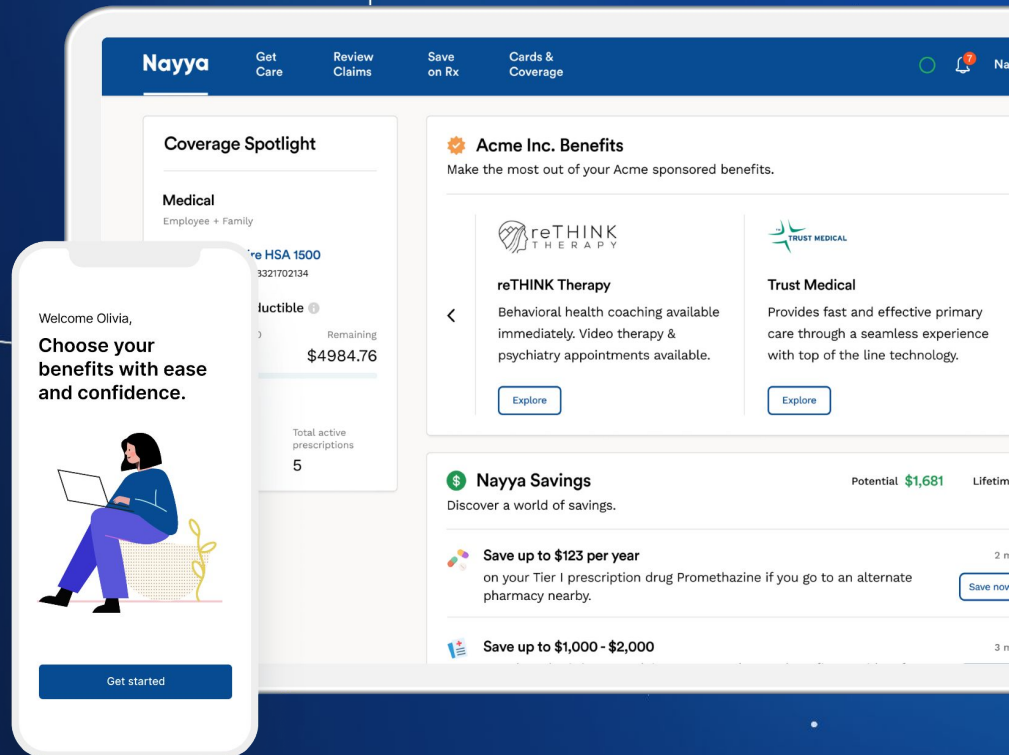 Nayya
Get
Care
Review
Claims
Save
on Rx
Cards &
Coverage
7
Na
Coverage Spotlight
Medical
Employee + Family
re HSA 1500
3321702134
ductible
Remaining
$4984.76
Total active
prescriptions
5
Acme Inc. Benefits
Make the most out of your Acme sponsored benefits.
reTHINK
THERAPY
reTHINK Therapy
Behavioral health coaching available
immediately. Video therapy &
psychiatry appointments available.
Explore
TRUST MEDICAL
Trust Medical
Provides fast and effective primary
care through a seamless experience
with top of the line technology.
Explore
$
Nayya Savings
Potential $1,681
Lifetim
Discover a world of savings.
Save up to $123 per year
2 m
on your Tier I prescription drug Promethazine if you go to an alternate
pharmacy nearby.
Save now
Save up to $1,000 - $2,000
3 m
Welcome Olivia,
Choose your
benefits with ease
and confidence.
Get started